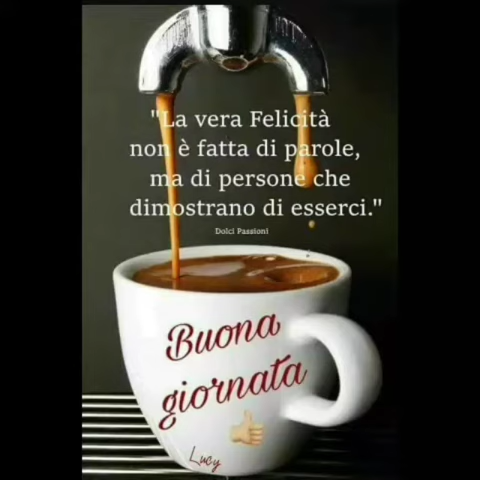 "La vera Felicità
non è fatta di parole,
ma di persone che
dimostrano di esserci."
Dolci Passioni
Buona
giornata
Lucy